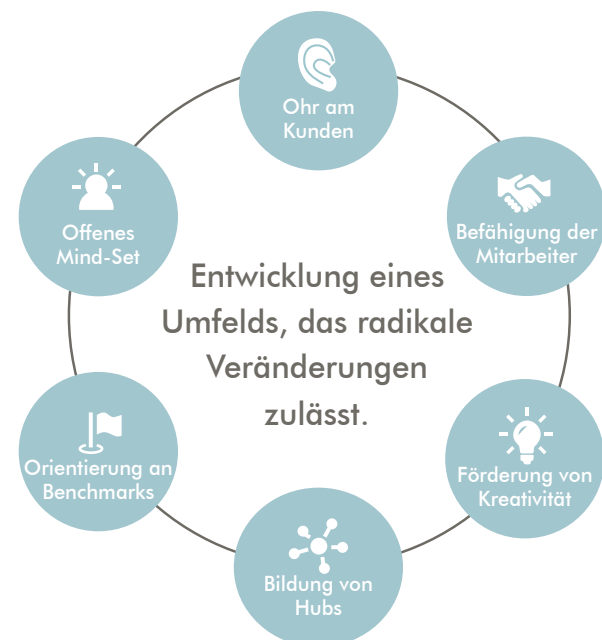 Ohr am
Kunden
Befähigung der
Mitarbeiter
Förderung von
Kreativität
Bildung von
Hubs
Orientierung an
Benchmarks
Offenes
Mind-Set
Entwicklung eines
Umfelds, das radikale
Veränderungen
zulässt.